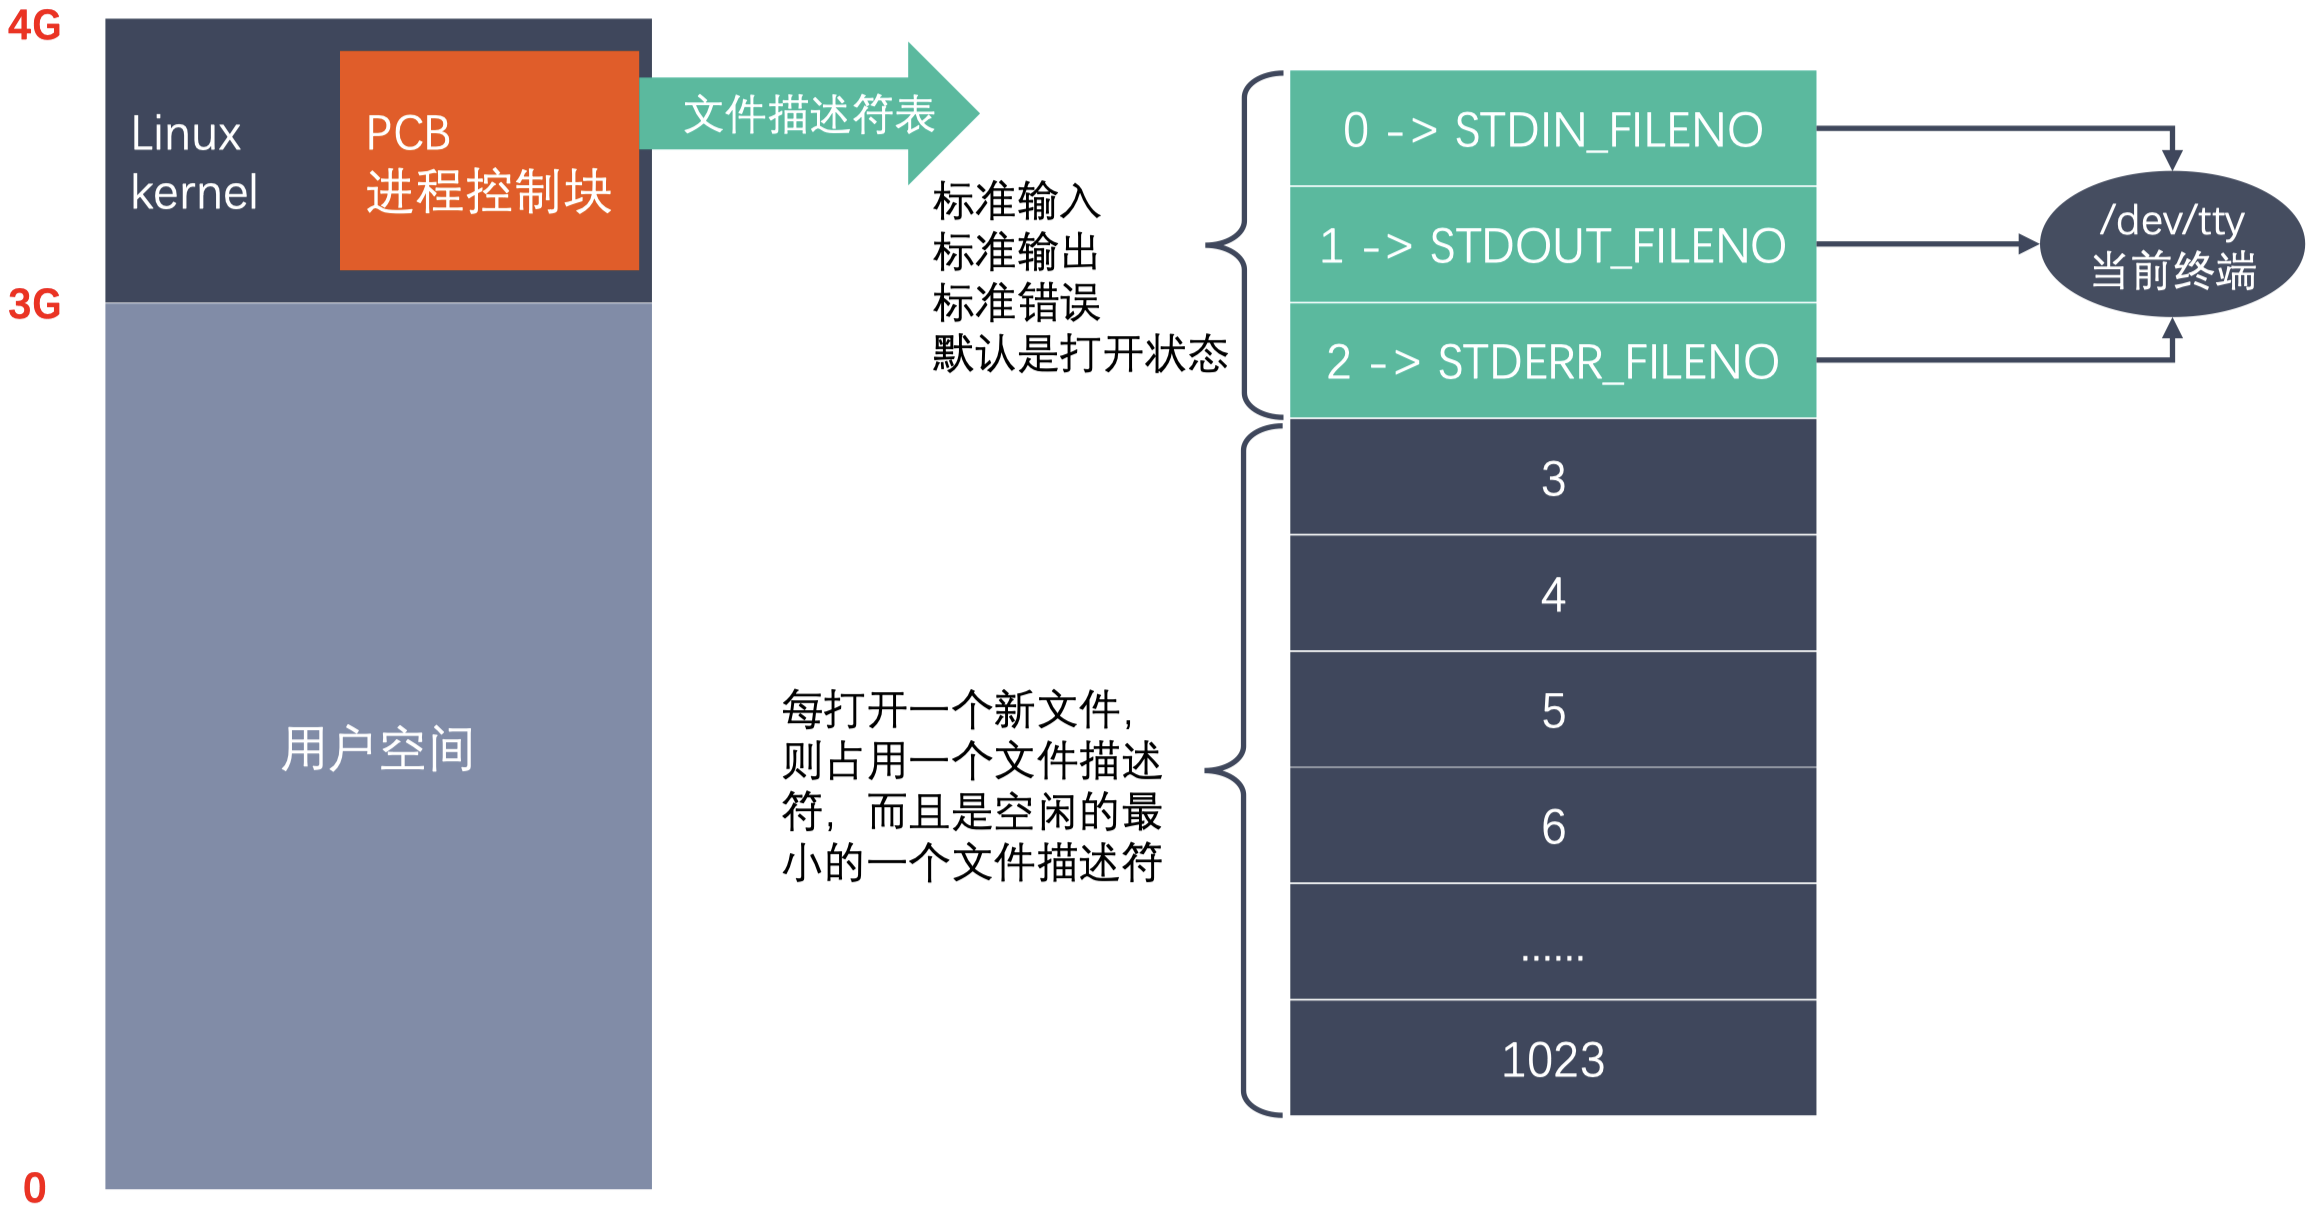 4G
Linux
kernel
PCB
进程控制块
3G
用户空间
0
文件描述符表
标准输入
标准输出
标准错误
默认是打开状态
每打开一个新文件,
则占用一个文件描述
符，而且是空闲的最
小的一个文件描述符
0 -> STDIN_FILENO
1 -> STDOUT_FILENO
2 -> STDERR_FILENO
3
4
5
6
......
1023
/dev/tty
当前终端